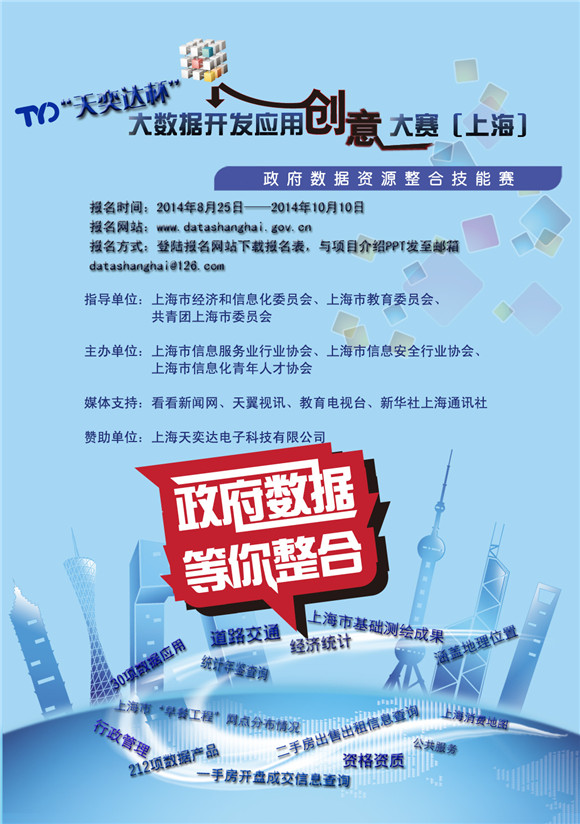 TYD“天奕达杯”
大数据开发应用创意大赛〔上海〕
政府数据资源整合技能赛
报名时间：2014年8月25日——2014年10月10日
报名网站：www.datashanghai.gov.cn
报名方式：登陆报名网站下载报名表，与项目介绍PPT发至邮箱
datashanghai@126.com
指导单位：上海市经济和信息化委员会、上海市教育委员会、
共青团上海市委员会
主办单位：上海市信息服务业行业协会、上海市信息安全行业协会、
上海市信息化青年人才协会
媒体支持：看看新闻网、天翼视讯、教育电视台、新华社上海通讯社
赞助单位：上海天奕达电子科技有限公司
政府数据
等你整合
上海市基础测绘成果
道路交通
经济统计
涵盖地理位置
30项数据应用
统计手鉴查询
上海市“早餐工程”网点分布情况
二手房出售出租信息查询
上海消费地图
行政管理
公共服务
212项数据产品
资格资质
一手房开盘成交信息查询